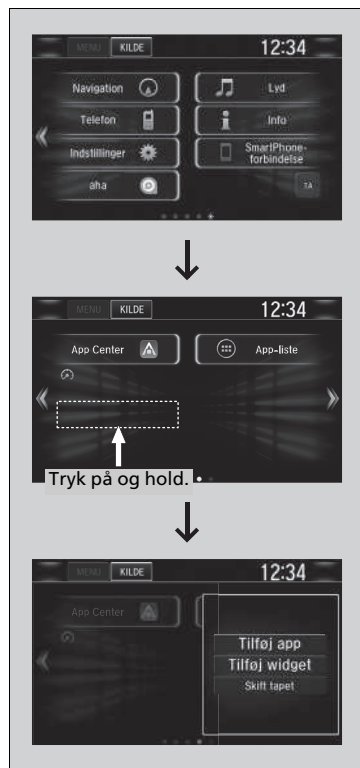 MENU KILDE 12:34
Navigation Lyd
Telefon Info
Indstillinger SmartPhone-
forbindelse
aha TA
MENU KILDE 12:34
App Center App-liste
Tryk på og hold.
MENU KILDE 12:34
App Center
Tilføj app
Tilføj widget
Skift tapet